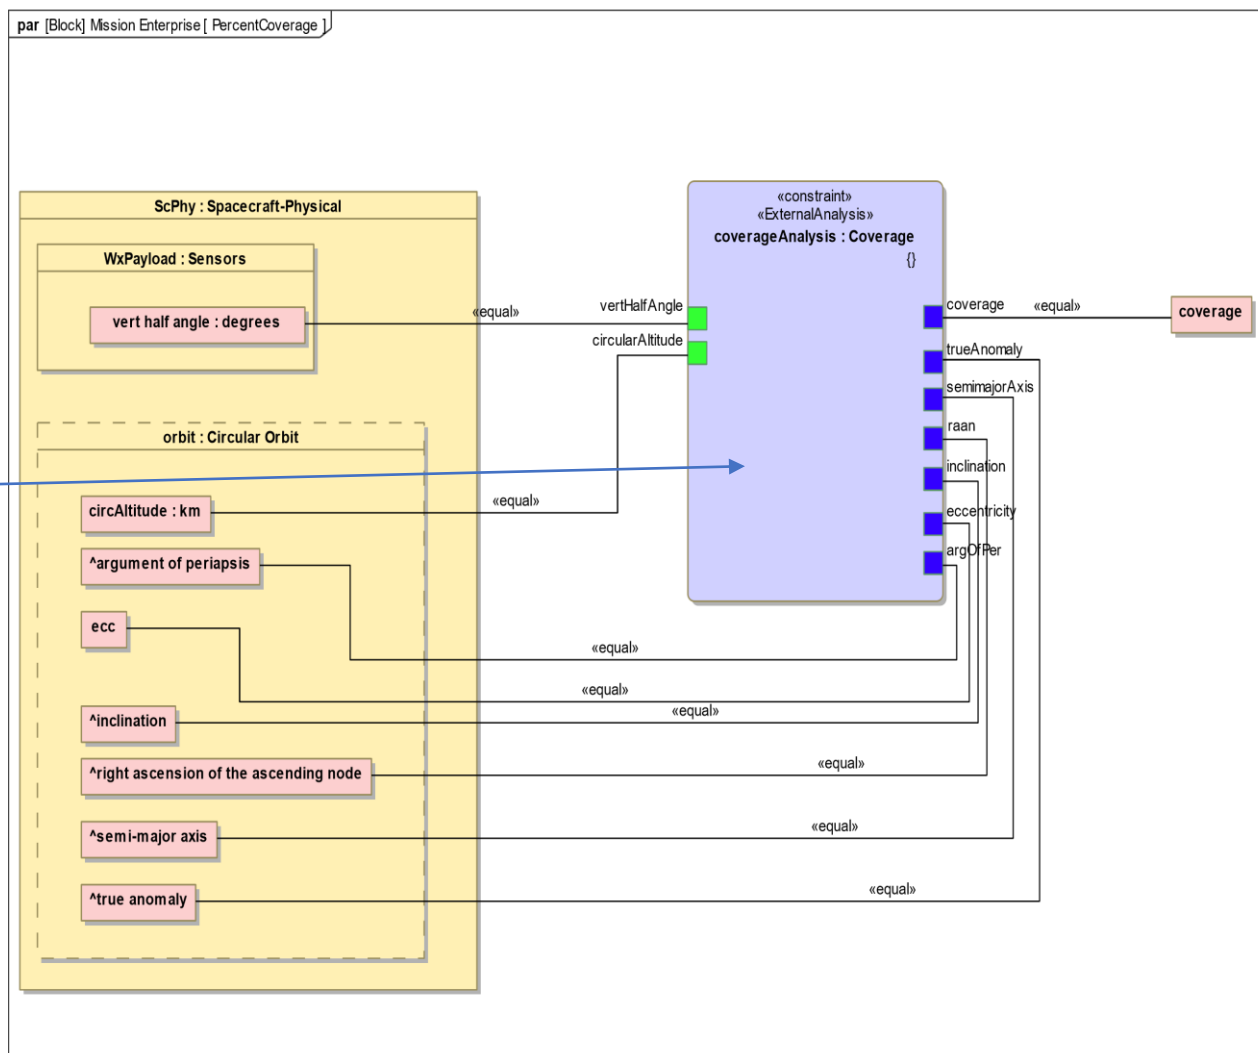 par [Block] Mission Enterprise [ PercentCoverage ]
ScPhy : Spacecraft-Physical
WxPayload : Sensors
vert half angle : degrees
«equal»
«constraint»
«ExternalAnalysis»
coverageAnalysis : Coverage
{}
vertHalfAngle
circularAltitude
coverage
«equal»
coverage
trueAnomaly
semimajorAxis
raan
inclination
eccentricity
argOfPer
orbit : Circular Orbit
circAltitude : km
«equal»
^argument of periapsis
«equal»
ecc
«equal»
^inclination
«equal»
^right ascension of the ascending node
«equal»
^semi-major axis
«equal»
^true anomaly
«equal»